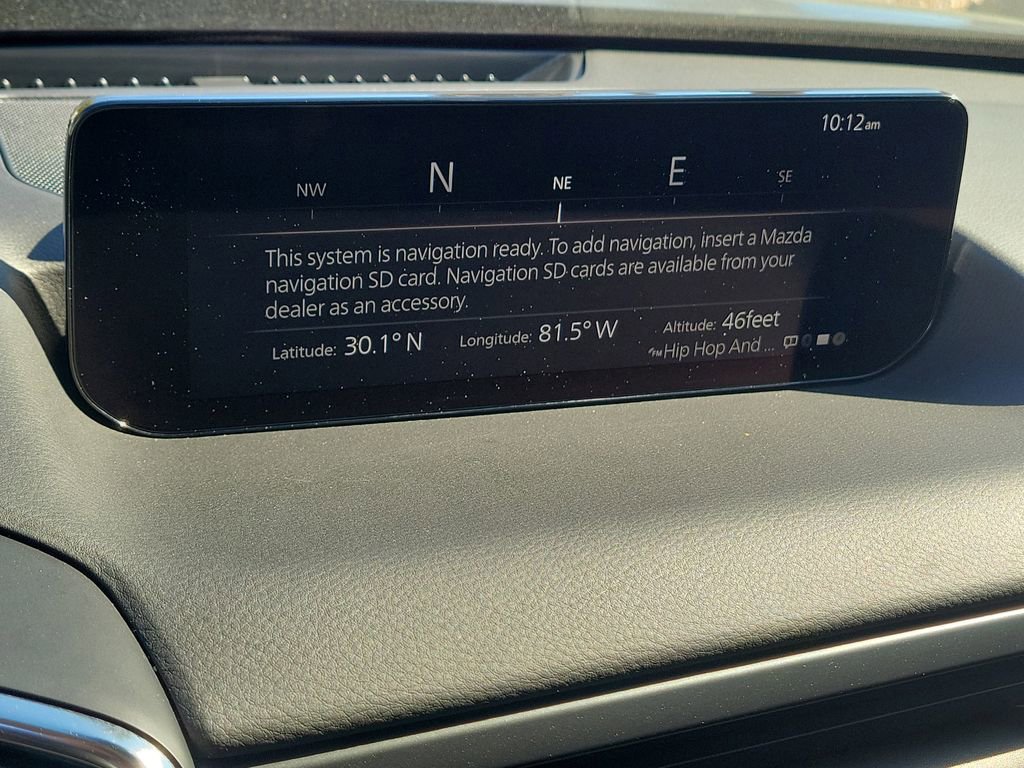 10:12am
NW N NE E SE
This system is navigation ready. To add navigation, insert a Mazda
navigation SD card. Navigation SD cards are available from your
dealer as an accessory.
Latitude: 30.1° N Longitude: 81.5° W Altitude: 46feet
FM Hip Hop And ...